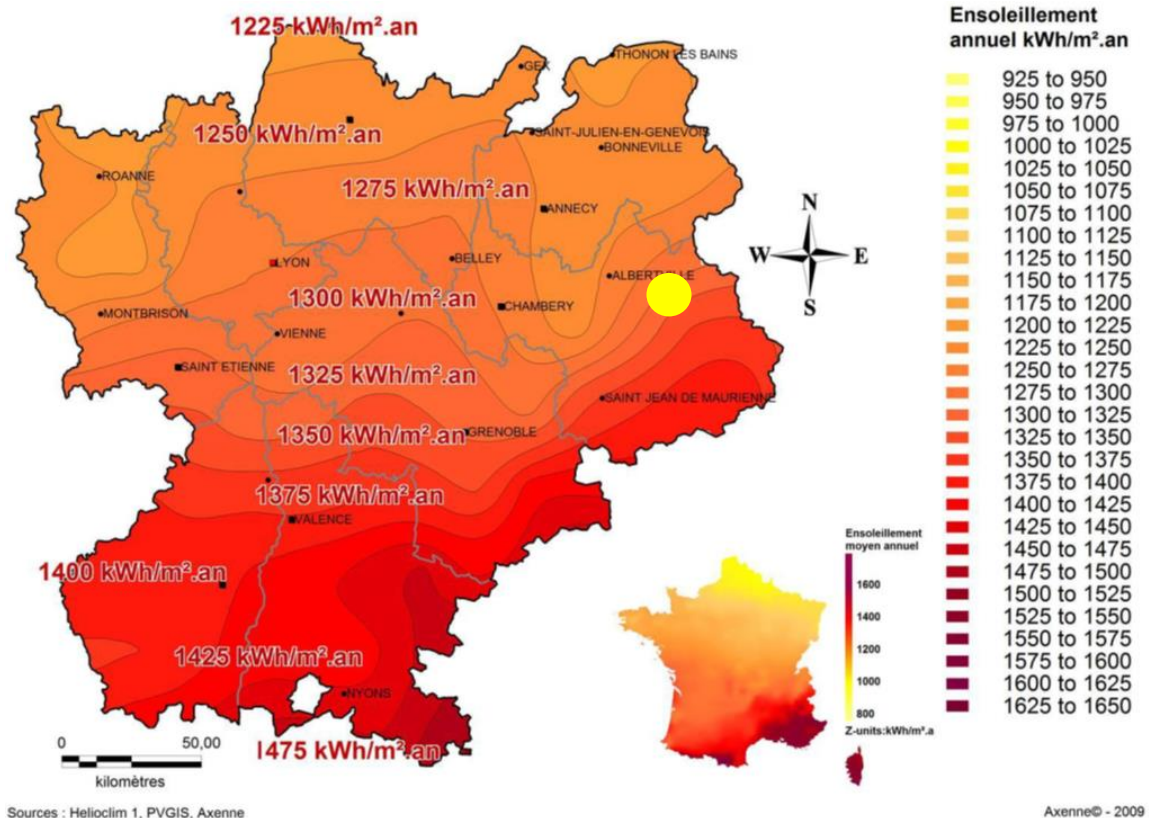 1225 kWh/m².an
GEX
THONON LES BAINS
1250 kWh/m².an
SAINT-JULIEN-EN-GENEVOIS
BONNEVILLE
ROANNE
1275 kWh/m².an
ANNECY
LYON
BELLEY
1300 kWh/m².an
CHAMBERY
MONTBRISON
VIENNE
SAINT ETIENNE
1325 kWh/m².an
SAINT JEAN DE MAURIENNE
1350 kWh/m².an
GRENOBLE
1375 kWh/m².an
VALENCE
1400 kWh/m².an
1425 kWh/m².an
NYONS
475 kWh/m².an
N
W
E
S
0
50,00
kilomètres
Sources : Helioclim 1, PVGIS, Axenne
Ensoleillement
moyen annuel
1600
1400
1200
1000
800
Z-units:kWh/m².a
Ensoleillement
annuel kWh/m².an
925 to 950
950 to 975
975 to 1000
1000 to 1025
1025 to 1050
1050 to 1075
1075 to 1100
1100 to 1125
1125 to 1150
1150 to 1175
1175 to 1200
1200 to 1225
1225 to 1250
1250 to 1275
1275 to 1300
1300 to 1325
1325 to 1350
1350 to 1375
1375 to 1400
1400 to 1425
1425 to 1450
1450 to 1475
1475 to 1500
1500 to 1525
1525 to 1550
1550 to 1575
1575 to 1600
1600 to 1625
1625 to 1650
Axenne© - 2009